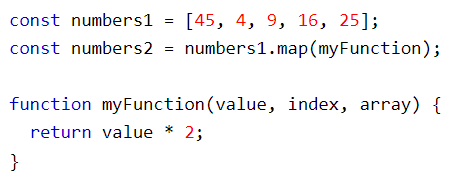 const numbers1 = [45, 4, 9, 16, 25];
const numbers2 = numbers1.map(myFunction);

function myFunction(value, index, array) {
  return value * 2;
}